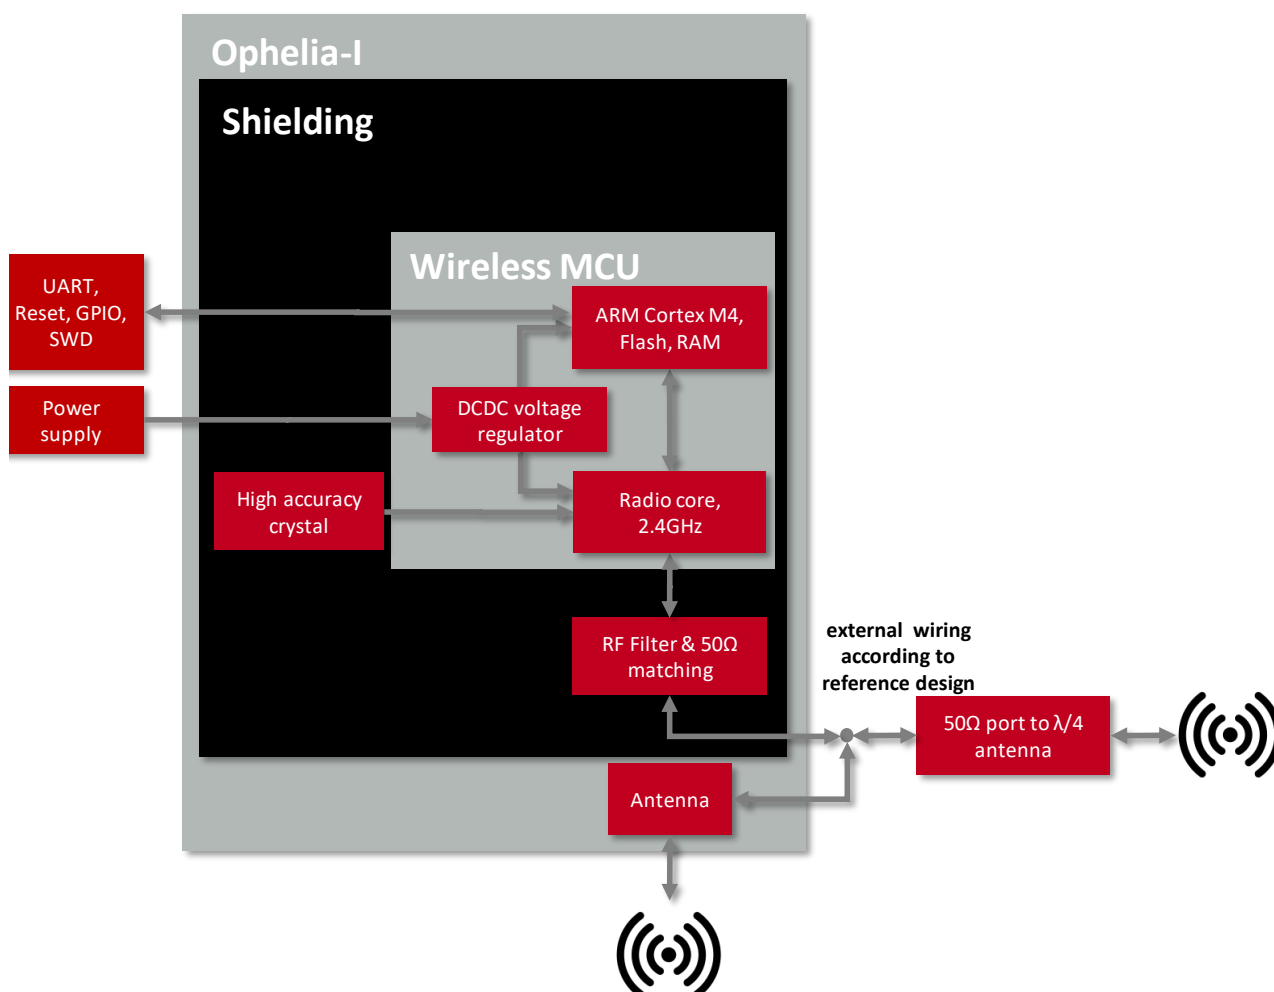 Ophelia-I
Shielding
Wireless MCU
UART,
Reset, GPIO,
SWD
ARM Cortex M4,
Flash, RAM
Power
supply
DCDC voltage
regulator
High accuracy
crystal
Radio core,
2.4GHz
RF Filter & 50Ω
matching
external wiring
according to
reference design
50Ω port to λ/4
antenna
Antenna